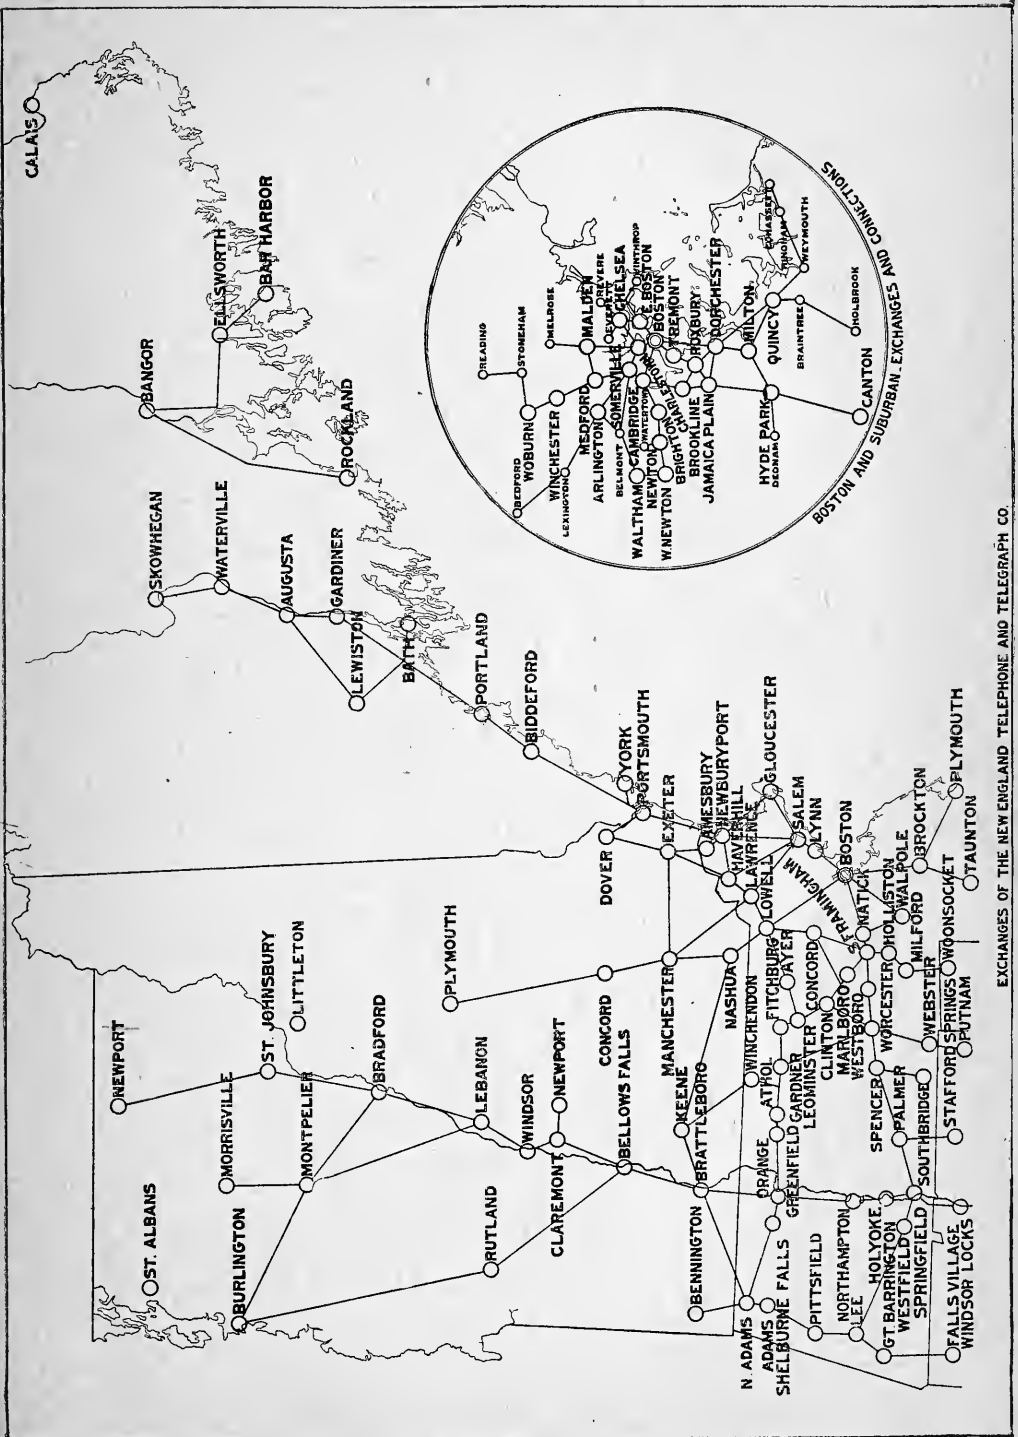 CALAIS
BANGOR
ELLSWORTH
BAR HARBOR
ROCKLAND
SKOWHEGAN
WATERVILLE
AUGUSTA
GARDINER
LEWISTON
BATH
PORTLAND
BIDDEFORD
YORK
PORTSMOUTH
DOVER
EXETER
AMESBURY
NEWBURYPORT
HAVERHILL
LAWRENCE
LOWELL
GLOUCESTER
SALEM
LYNN
BOSTON
S. FRAMINGHAM
NATICK
HOLLISTON
WALPOLE
BROCKTON
PLYMOUTH
TAUNTON
MILFORD
WOONSOCKET
NEWPORT
ST. JOHNSBURY
LITTLETON
MORRISVILLE
MONTPELIER
BRADFORD
ST. ALBANS
BURLINGTON
LEBANON
WINDSOR
NEWPORT
CLAREMONT
BELLOWS FALLS
RUTLAND
PLYMOUTH
CONCORD
MANCHESTER
NASHUA
KEENE
BRATTLEBORO
WINCHENDON
BENNINGTON
FITCHBURG
AYER
CONCORD
ATHOL
GARDNER
LEOMINSTER
CLINTON
MARLBORO
WESTBORO
WORCESTER
WEBSTER
PUTNAM
ORANGE
GREENFIELD
SPENCER
PALMER
SOUTHBRIDGE
STAFFORD SPRINGS
N. ADAMS
ADAMS
SHELBURNE FALLS
PITTSFIELD
NORTHAMPTON
LEE
HOLYOKE
GT. BARRINGTON
WESTFIELD
SPRINGFIELD
FALLS VILLAGE
WINDSOR LOCKS
READING
STONEHAM
MELROSE
MALDEN
REVERE
EVERETT
CHELSEA
WINTHROP
E. BOSTON
BOSTON
TREMONT
ROXBURY
DORCHESTER
MILTON
QUINCY
BRAINTREE
COHASSET
HINGHAM
WEYMOUTH
HOLBROOK
BEDFORD
WOBURN
WINCHESTER
LEXINGTON
MEDFORD
ARLINGTON
BELMONT
SOMERVILLE
CAMBRIDGE
WALTHAM
WATERTOWN
NEWTON
W. NEWTON
CHARLESTOWN
BRIGHTON
BROOKLINE
JAMAICA PLAIN
HYDE PARK
DEDHAM
CANTON
BOSTON AND SUBURBAN EXCHANGES AND CONNECTIONS
EXCHANGES OF THE NEW ENGLAND TELEPHONE AND TELEGRAPH CO.